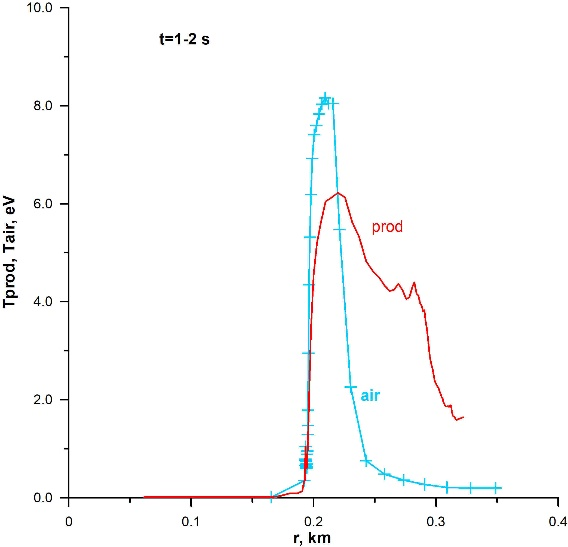 10.0
t=1-2 s
8.0
6.0
prod
Tprod, Tair, eV
4.0
2.0
air
0.0
0 0.1 0.2 0.3 0.4
r, km